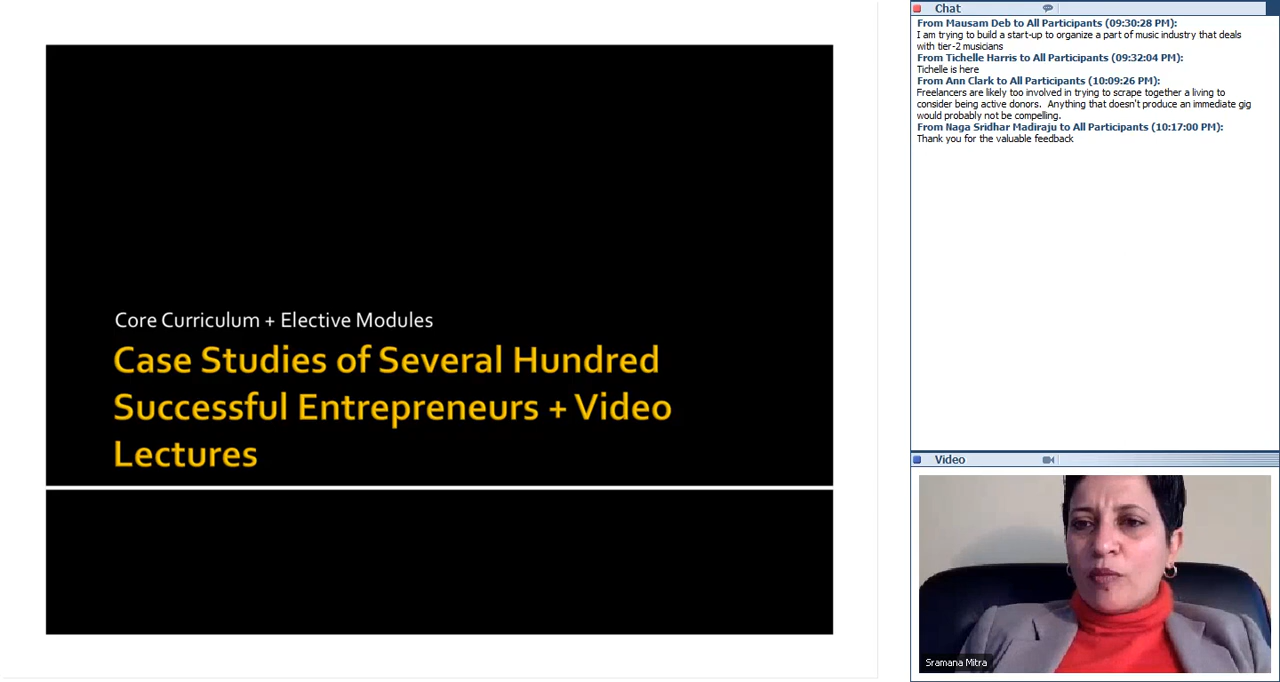 Core Curriculum + Elective Modules
Case Studies of Several Hundred
Successful Entrepreneurs + Video
Lectures
Chat
From Mausam Deb to All Participants (09:30:28 PM):
I am trying to build a start-up to organize a part of music industry that deals
with tier-2 musicians
From Tichelle Harris to All Participants (09:32:04 PM):
Tichelle is here
From Ann Clark to All Participants (10:09:26 PM):
Freelancers are likely too involved in trying to scrape together a living to
consider being active donors.  Anything that doesn't produce an immediate gig
would probably not be compelling.
From Naga Sridhar Madiraju to All Participants (10:17:00 PM):
Thank you for the valuable feedback
Video
Sramana Mitra